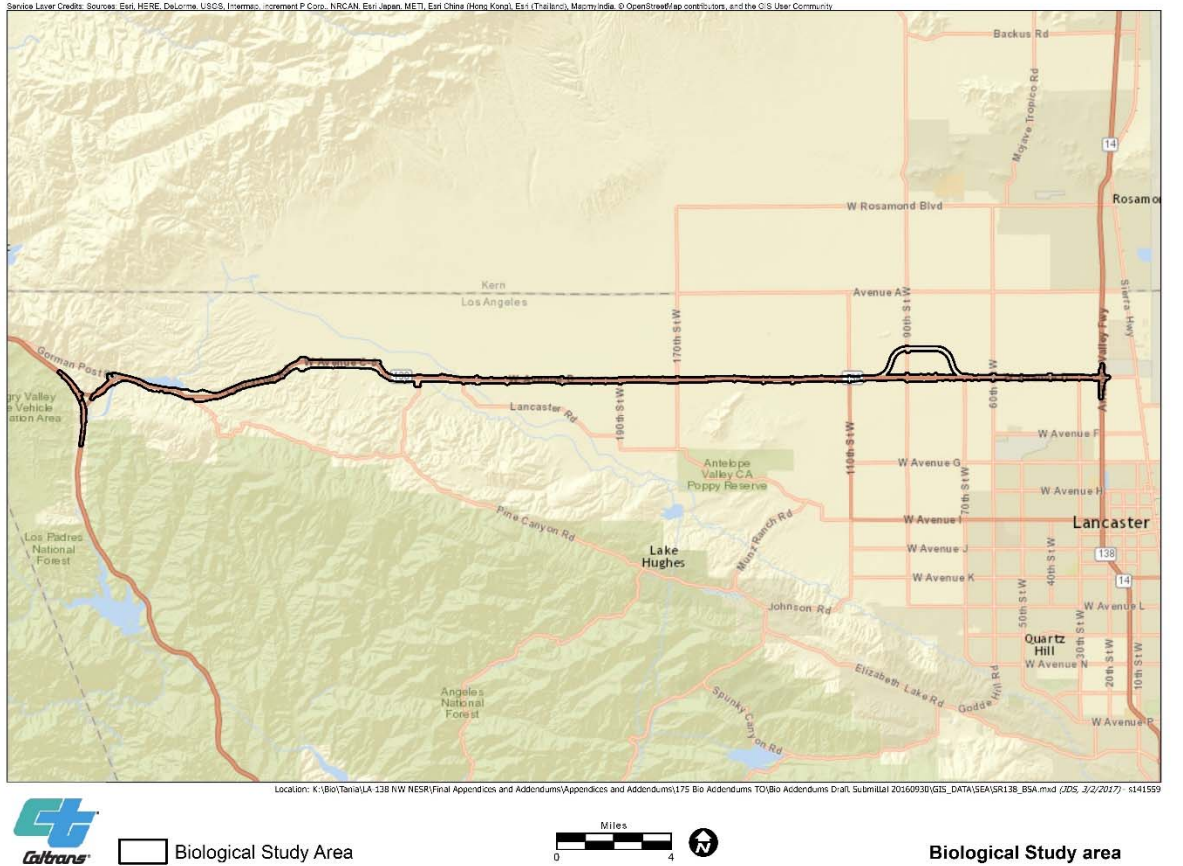 Service Layer Credits: Sources: Esri, HERE, DeLorme, USGS, Intermap, increment P Corp., NRCAN, Esri Japan, METI, Esri China (Hong Kong), Esri (Thailand), MapmyIndia, © OpenStreetMap contributors, and the GIS User Community
Backus Rd
Mojave Tropico Rd
14
Rosamo
W Rosamond Blvd
Kern
Los Angeles
Avenue A
170th St W
90th St W
Sierra Hwy
Valley Fwy
Gorman Post
W Avenue C
60th St W
Lancaster Rd
190th St W
110th St W
W Avenue F
W Avenue G
70th St W
W Avenue H
Antelope
Valley CA
Poppy Reserve
Munz Ranch Rd
W Avenue I
Lancaster
Pine Canyon Rd
Los Padres
National
Forest
Lake
Hughes
W Avenue J
40th St W
138
W Avenue K
14
Johnson Rd
50th St W
W Avenue L
Quartz
Hill
30th St W
20th St W
10th St W
W Avenue N
Elizabeth Lake Rd
Godde Hill Rd
Angeles
National
Forest
Spunky Canyon Rd
W Avenue P
Location: K:\Bio\Tania\LA-138 NW NESR\Final Appendices and Addendums\Appendices and Addendums\175 Bio Addendums TO\Bio Addendums Draft Submittal 20160930\GIS_DATA\SEA\SR138_BSA.mxd (JDS, 3/2/2017) - s141559
Caltrans
Biological Study Area
Miles
0 4
N
Biological Study area